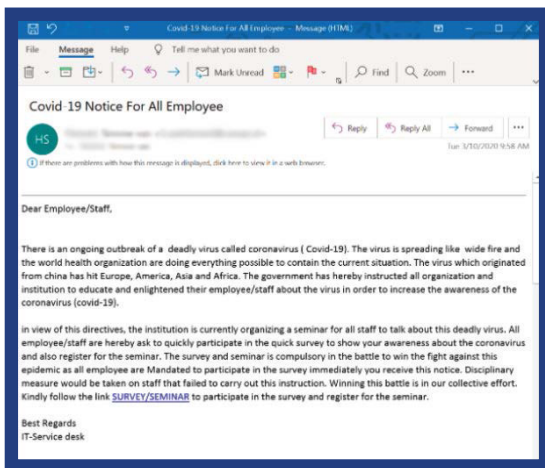 Covid-19 Notice For All Employee - Message (HTML)
File Message Help Tell me what you want to do
Mark Unread Find Zoom
Covid-19 Notice For All Employee
Reply Reply All Forward
HS
Tue 3/10/2020 9:58 AM
If there are problems with how this message is displayed, click here to view it in a web browser.
Dear Employee/Staff,
There is an ongoing outbreak of a deadly virus called coronavirus ( Covid-19). The virus is spreading like wide fire and
the world health organization are doing everything possible to contain the current situation. The virus which originated
from china has hit Europe, America, Asia and Africa. The government has hereby instructed all organization and
institution to educate and enlightened their employee/staff about the virus in order to increase the awareness of the
coronavirus (covid-19).
in view of this directives, the institution is currently organizing a seminar for all staff to talk about this deadly virus. All
employee/staff are hereby ask to quickly participate in the quick survey to show your awareness about the coronavirus
and also register for the seminar. The survey and seminar is compulsory in the battle to win the fight against this
epidemic as all employee are Mandated to participate in the survey immediately you receive this notice. Disciplinary
measure would be taken on staff that failed to carry out this instruction. Winning this battle is in our collective effort.
Kindly follow the link SURVEY/SEMINAR to participate in the survey and register for the seminar.
Best Regards
IT-Service desk